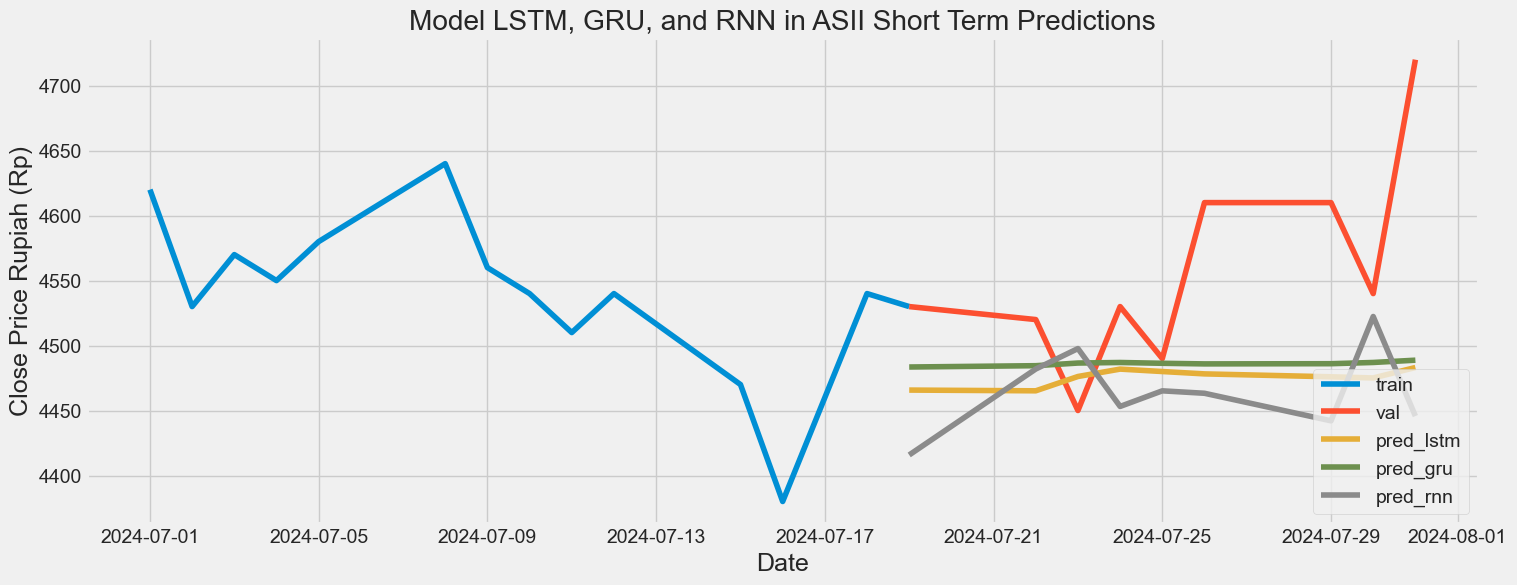 Model LSTM, GRU, and RNN in ASII Short Term Predictions
Close Price Rupiah (Rp)
4700
4650
4600
4550
4500
4450
4400
train
val
pred_lstm
pred_gru
pred_rnn
2024-07-01 2024-07-05 2024-07-09 2024-07-13 2024-07-17 2024-07-21 2024-07-25 2024-07-29 2024-08-01
Date